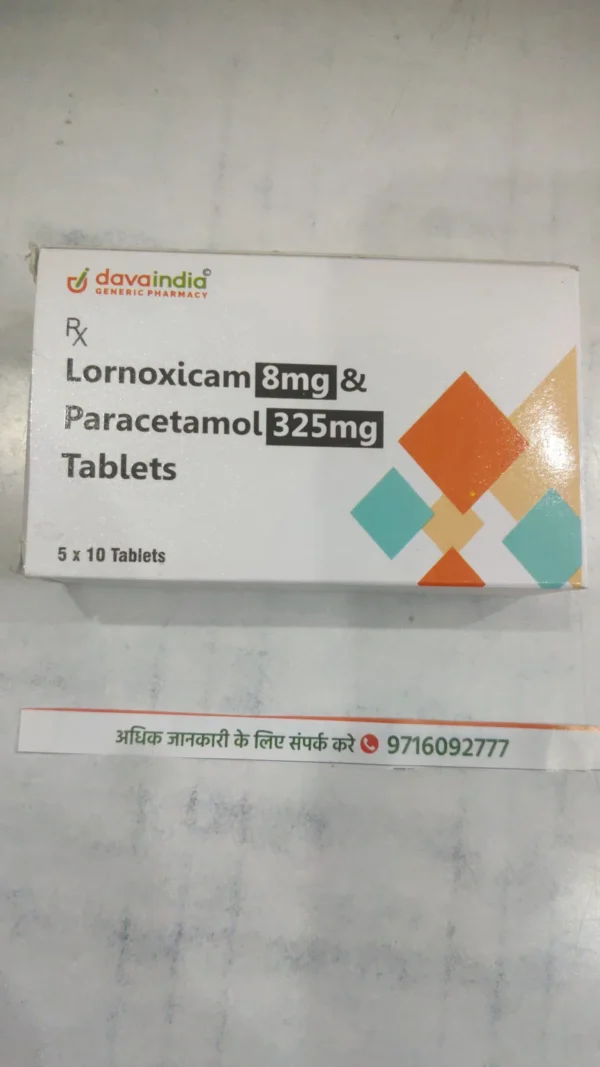 davaindia©
GENERIC PHARMACY
Rx
Lornoxicam 8mg &
Paracetamol 325mg
Tablets
5 x 10 Tablets
अधिक जानकारी के लिए संपर्क करे 9716092777